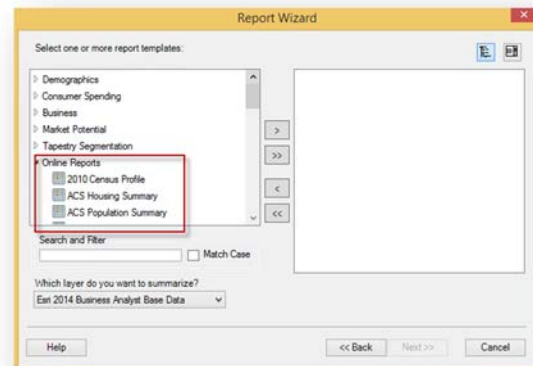 Report Wizard
Select one or more report templates:
Demographics
Consumer Spending
Business
Market Potential
Tapestry Segmentation
Online Reports
2010 Census Profile
ACS Housing Summary
ACS Population Summary
>
>>
<
<<
Search and Filter
Match Case
Which layer do you want to summarize?
Esri 2014 Business Analyst Base Data
Help
<< Back
Next >>
Cancel